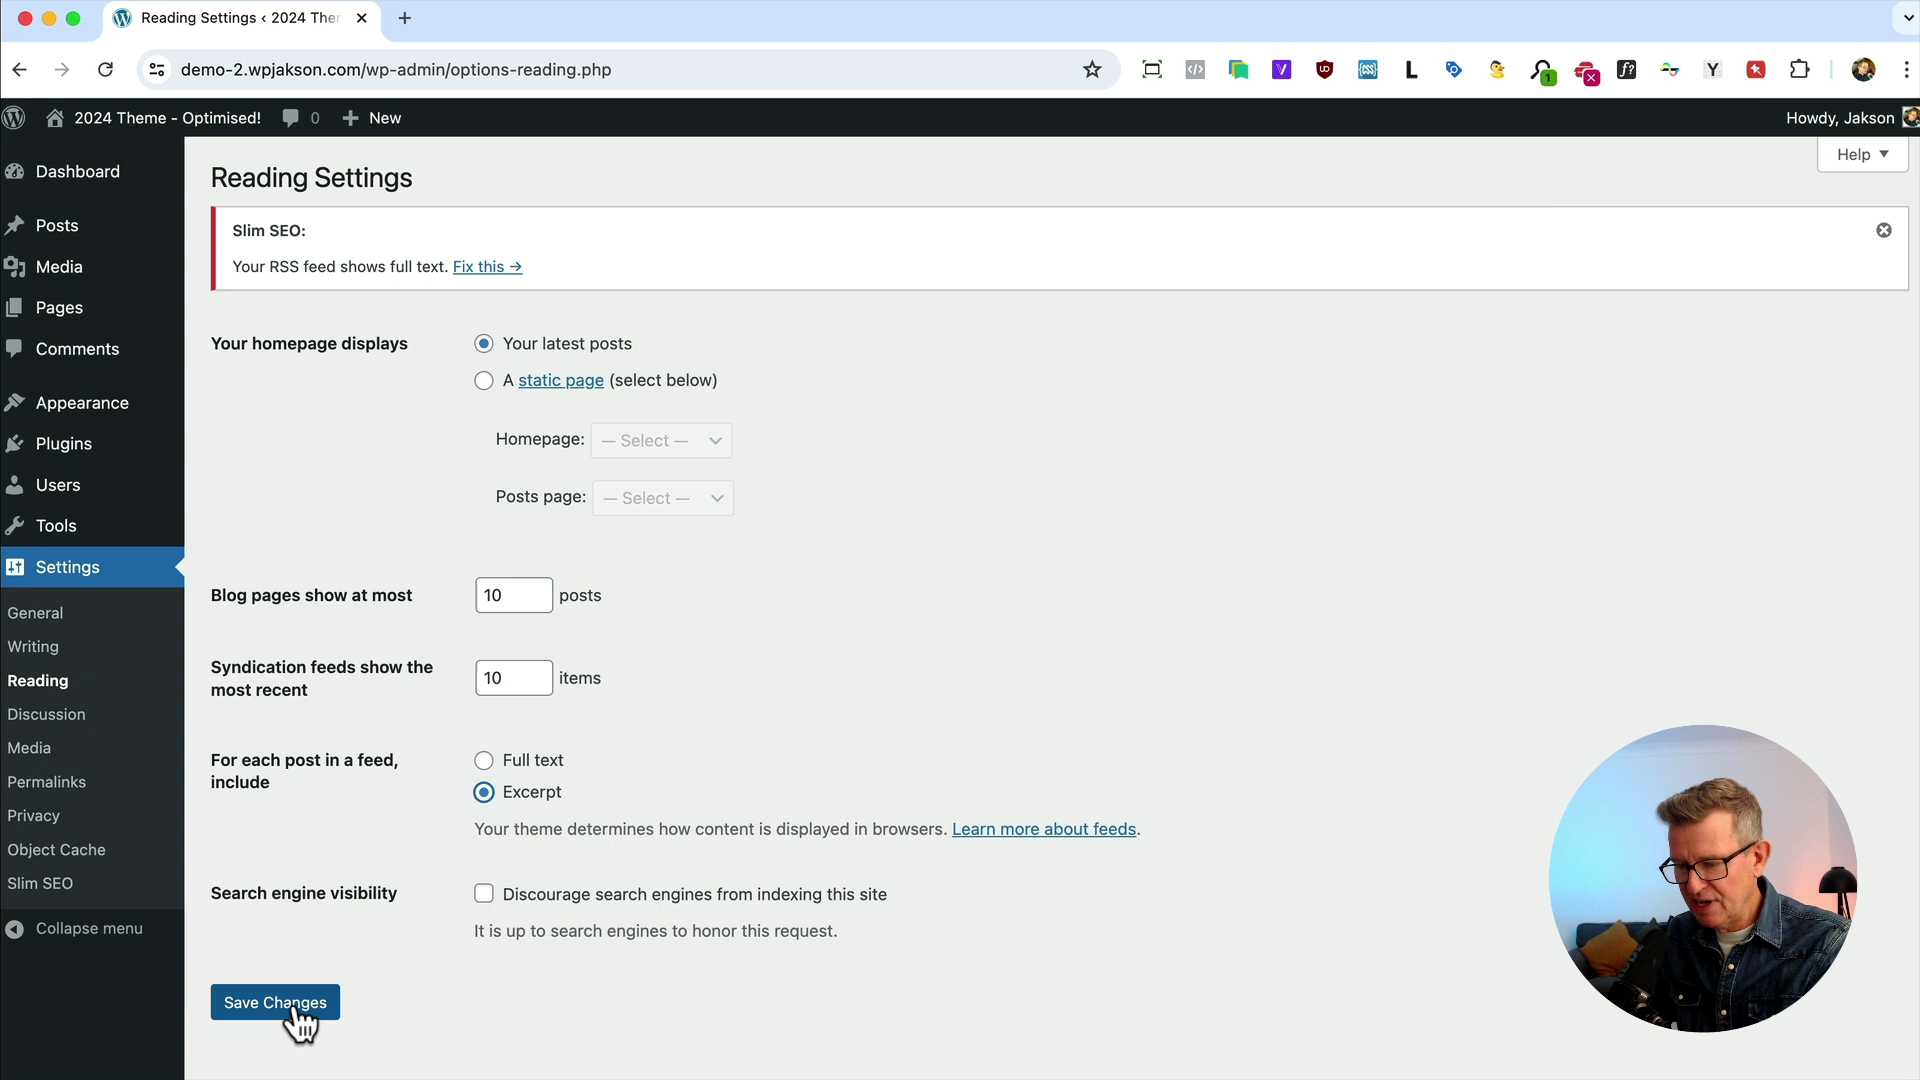 Reading Settings ‹ 2024 Ther
demo-2.wpjakson.com/wp-admin/options-reading.php
2024 Theme - Optimised! 0 New Howdy, Jakson
Help
Dashboard
Posts
Media
Pages
Comments
Appearance
Plugins
Users
Tools
Settings
General
Writing
Reading
Discussion
Media
Permalinks
Privacy
Object Cache
Slim SEO
Collapse menu
Reading Settings
Slim SEO:
Your RSS feed shows full text. Fix this →
Your homepage displays
Your latest posts
A static page (select below)
Homepage: — Select —
Posts page: — Select —
Blog pages show at most 10 posts
Syndication feeds show the
most recent
10 items
For each post in a feed,
include
Full text
Excerpt
Your theme determines how content is displayed in browsers. Learn more about feeds.
Search engine visibility
Discourage search engines from indexing this site
It is up to search engines to honor this request.
Save Changes